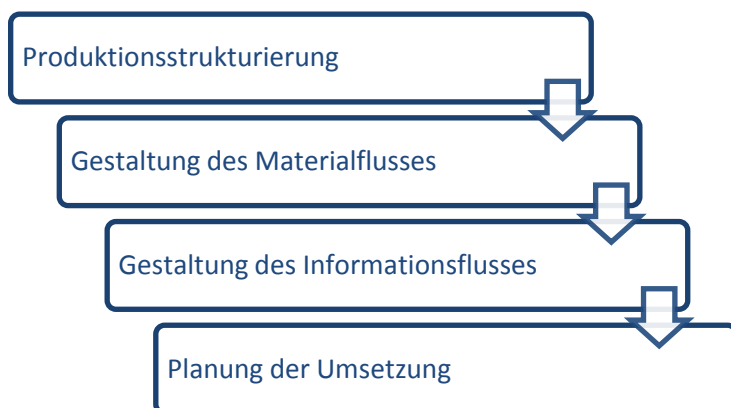 Produktionsstrukturierung
Gestaltung des Materialflusses
Gestaltung des Informationsflusses
Planung der Umsetzung